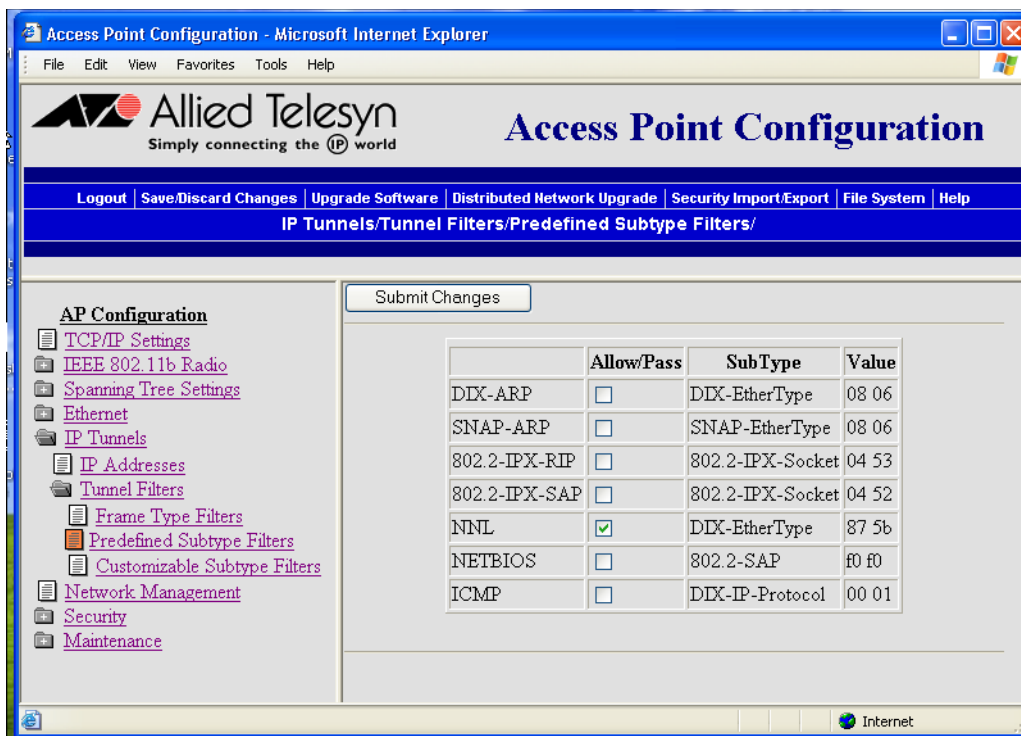 Access Point Configuration - Microsoft Internet Explorer
File Edit View Favorites Tools Help
Allied Telesyn
Simply connecting the IP world
Access Point Configuration
Logout | Save/Discard Changes | Upgrade Software | Distributed Network Upgrade | Security Import/Export | File System | Help
IP Tunnels/Tunnel Filters/Predefined Subtype Filters/
AP Configuration
TCP/IP Settings
IEEE 802.11b Radio
Spanning Tree Settings
Ethernet
IP Tunnels
IP Addresses
Tunnel Filters
Frame Type Filters
Predefined Subtype Filters
Customizable Subtype Filters
Network Management
Security
Maintenance
Submit Changes
Allow/Pass SubType Value
DIX-ARP DIX-EtherType 08 06
SNAP-ARP SNAP-EtherType 08 06
802.2-IPX-RIP 802.2-IPX-Socket 04 53
802.2-IPX-SAP 802.2-IPX-Socket 04 52
NNL DIX-EtherType 87 5b
NETBIOS 802.2-SAP f0 f0
ICMP DIX-IP-Protocol 00 01
Internet